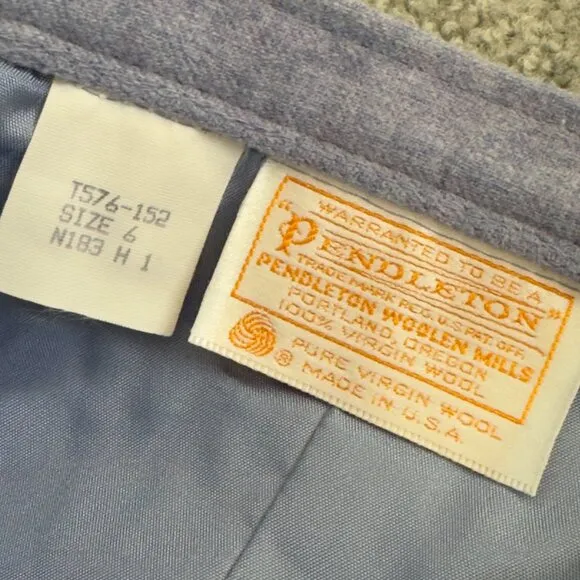 T576-152
SIZE 6
N183 H 1
WARRANTED TO BE A
"PENDLETON"
TRADE MARK REG. U.S. PAT. OFF.
PENDLETON WOOLEN MILLS
PORTLAND, OREGON
100% VIRGIN WOOL
® PURE VIRGIN WOOL
MADE IN U.S.A.